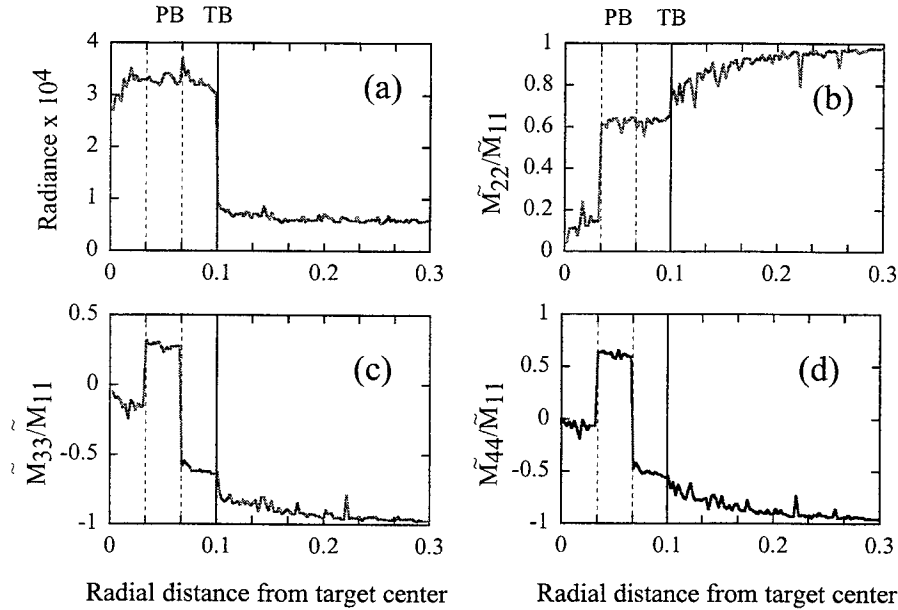 PB TB PB TB
4
3
2
1
0
Radiance x 10⁴
(a)
0 0.1 0.2 0.3
1
0.8
0.6
0.4
0.2
0
M̃22/M̃11
(b)
0 0.1 0.2 0.3
0.5
0
-0.5
-1
M̃33/M̃11
(c)
0 0.1 0.2 0.3
1
0.5
0
-0.5
-1
M̃44/M̃11
(d)
0 0.1 0.2 0.3
Radial distance from target center
Radial distance from target center